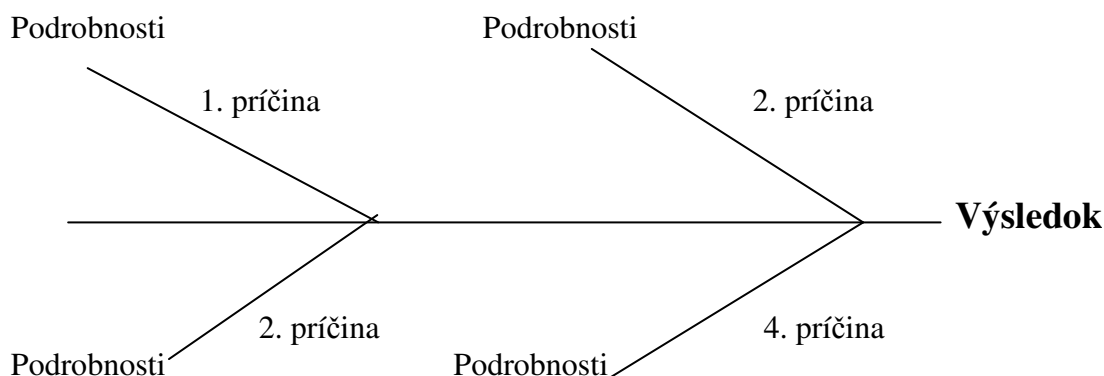 Podrobnosti
Podrobnosti
1. príčina
2. príčina
Výsledok
2. príčina
4. príčina
Podrobnosti
Podrobnosti